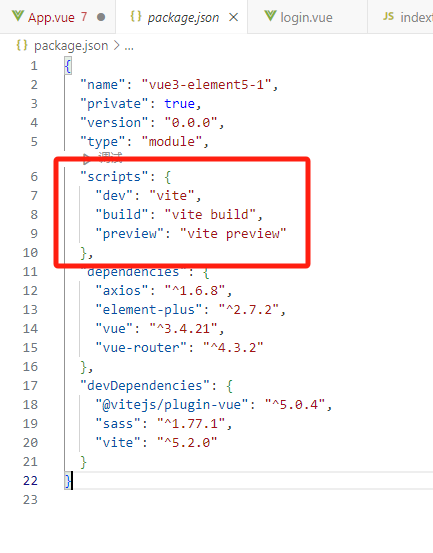 App.vue 7
package.json
login.vue
JS index
package.json > ...
1 {
2 "name": "vue3-element5-1",
3 "private": true,
4 "version": "0.0.0",
5 "type": "module",
调试
6 "scripts": {
7 "dev": "vite",
8 "build": "vite build",
9 "preview": "vite preview"
10 },
11 "dependencies": {
12 "axios": "^1.6.8",
13 "element-plus": "^2.7.2",
14 "vue": "^3.4.21",
15 "vue-router": "^4.3.2"
16 },
17 "devDependencies": {
18 "@vitejs/plugin-vue": "^5.0.4",
19 "sass": "^1.77.1",
20 "vite": "^5.2.0"
21 }
22 }
23